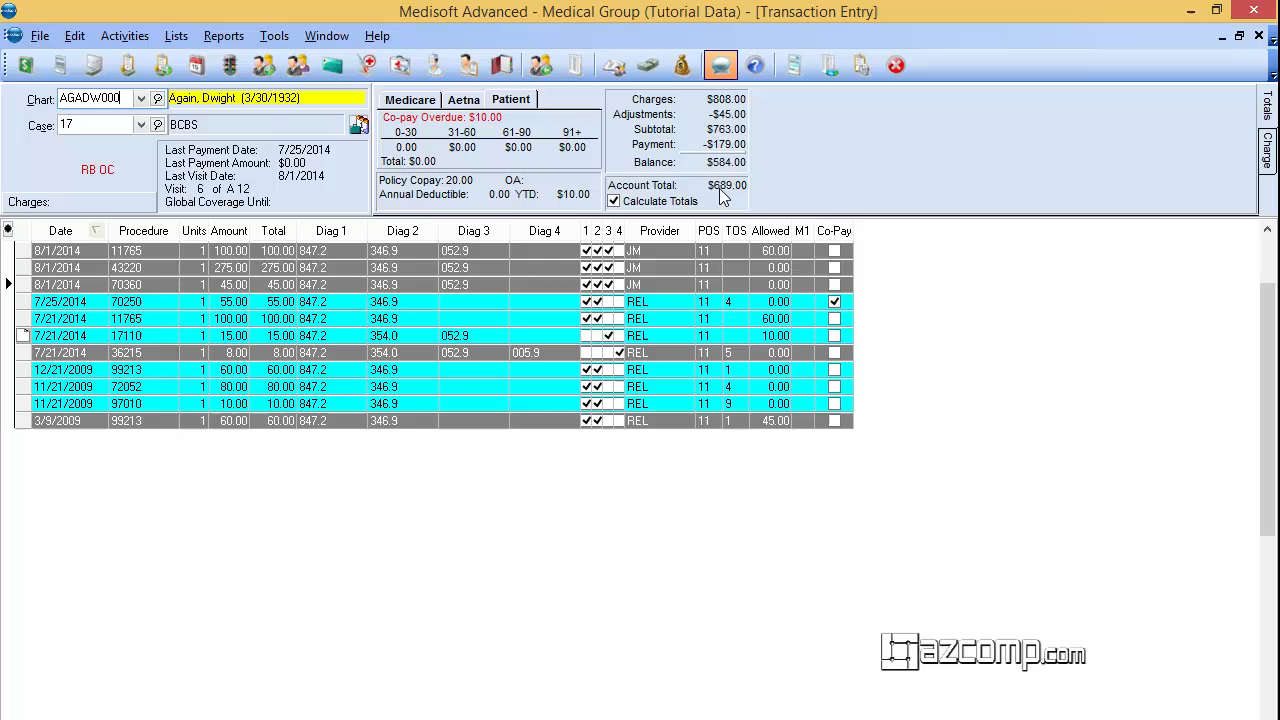 Medisoft Advanced - Medical Group (Tutorial Data) - [Transaction Entry]
File Edit Activities Lists Reports Tools Window Help
Chart: AGADW000 Again, Dwight (3/30/1932)
Case: 17 BCBS
RB OC
Last Payment Date: 7/25/2014
Last Payment Amount: $0.00
Last Visit Date: 8/1/2014
Visit: 6 of A 12
Global Coverage Until:
Charges:
Medicare Aetna Patient
Co-pay Overdue: $10.00
0-30 31-60 61-90 91+
0.00 $0.00 $0.00 $0.00
Total: $0.00
Policy Copay: 20.00 OA:
Annual Deductible: 0.00 YTD: $10.00
Charges: $808.00
Adjustments: -$45.00
Subtotal: $763.00
Payment: -$179.00
Balance: $584.00
Account Total: $689.00
Calculate Totals
Totals
Charge
Date Procedure Units Amount Total Diag 1 Diag 2 Diag 3 Diag 4 1 2 3 4 Provider POS TOS Allowed M1 Co-Pay
8/1/2014 11765 1 100.00 100.00 847.2 346.9 052.9 JM 11 60.00
8/1/2014 43220 1 275.00 275.00 847.2 346.9 052.9 JM 11 0.00
8/1/2014 70360 1 45.00 45.00 847.2 346.9 052.9 JM 11 0.00
7/25/2014 70250 1 55.00 55.00 847.2 346.9 REL 11 4 0.00
7/21/2014 11765 1 100.00 100.00 847.2 346.9 REL 11 60.00
7/21/2014 17110 1 15.00 15.00 847.2 354.0 052.9 REL 11 10.00
7/21/2014 36215 1 8.00 8.00 847.2 354.0 052.9 005.9 REL 11 5 0.00
12/21/2009 99213 1 60.00 60.00 847.2 346.9 REL 11 1 0.00
11/21/2009 72052 1 80.00 80.00 847.2 346.9 REL 11 4 0.00
11/21/2009 97010 1 10.00 10.00 847.2 346.9 REL 11 9 0.00
3/9/2009 99213 1 60.00 60.00 847.2 346.9 REL 11 1 45.00
azcomp.com